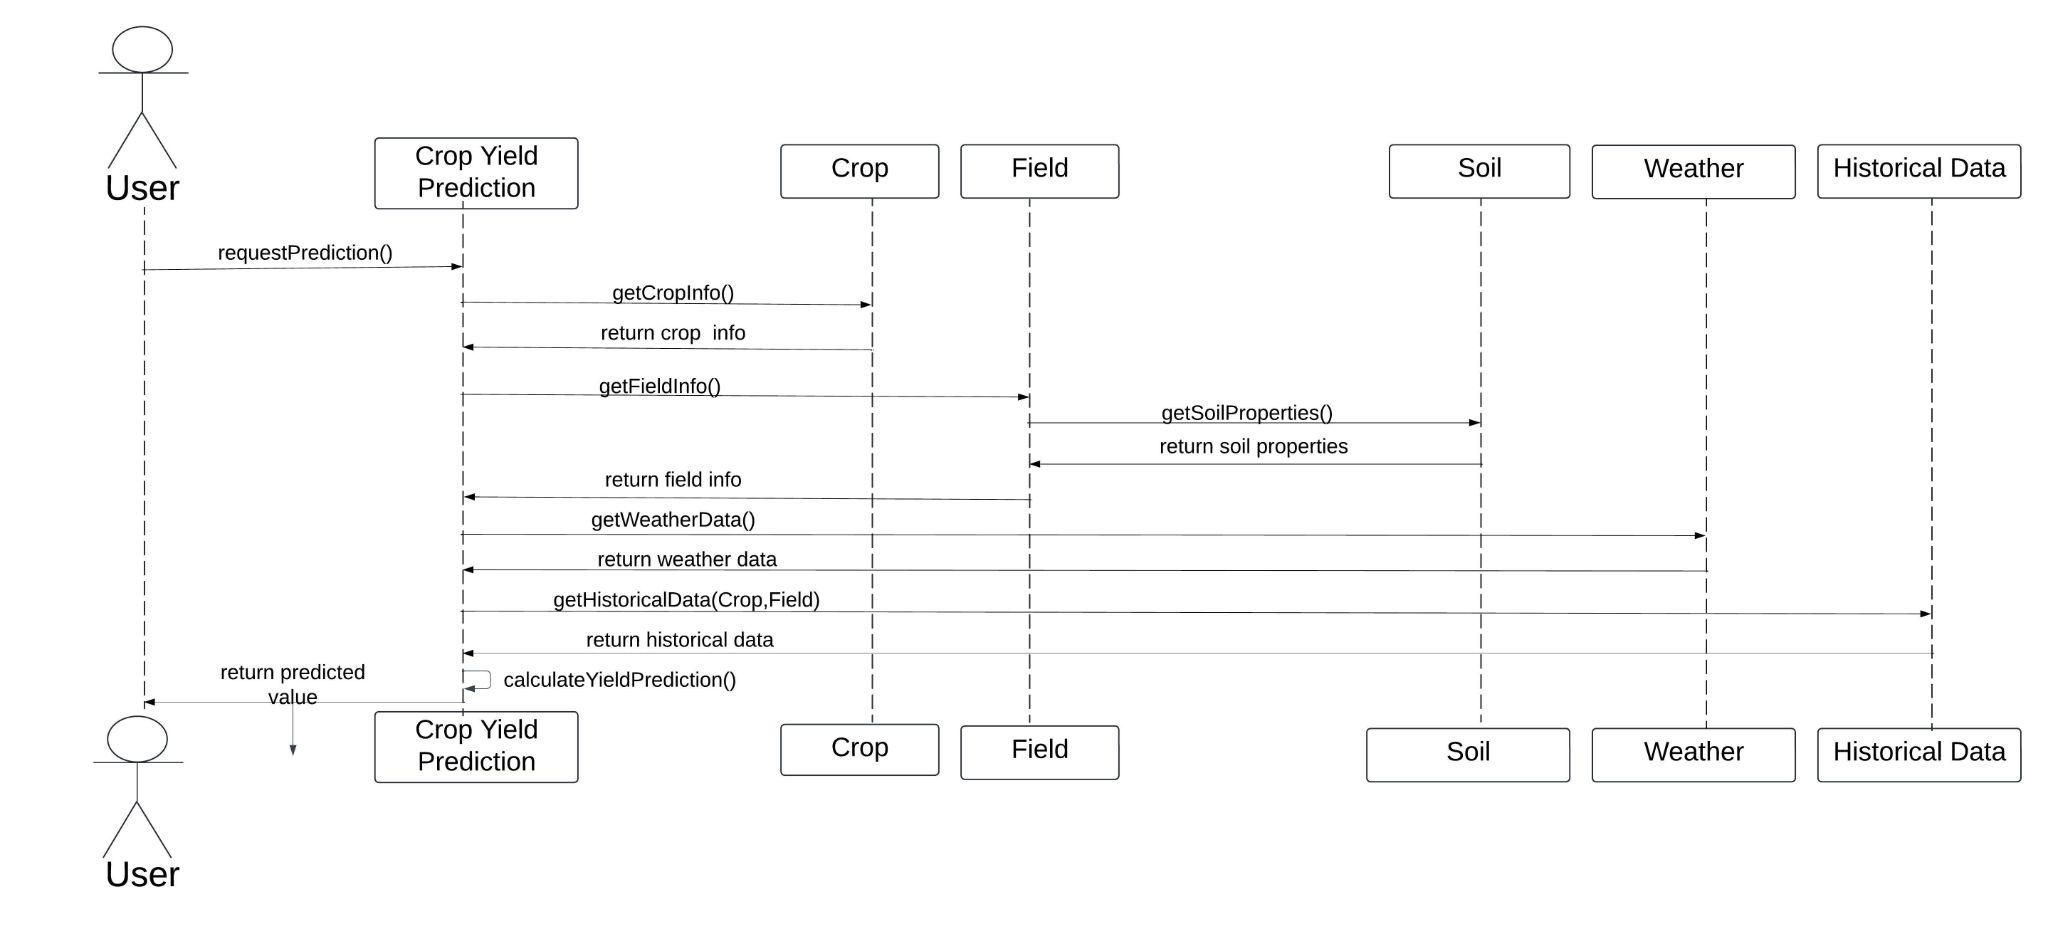 User
Crop Yield
Prediction
Crop
Field
Soil
Weather
Historical Data
requestPrediction()
getCropInfo()
return crop  info
getFieldInfo()
getSoilProperties()
return soil properties
return field info
getWeatherData()
return weather data
getHistoricalData(Crop,Field)
return historical data
return predicted
value
calculateYieldPrediction()
Crop Yield
Prediction
Crop
Field
Soil
Weather
Historical Data
User